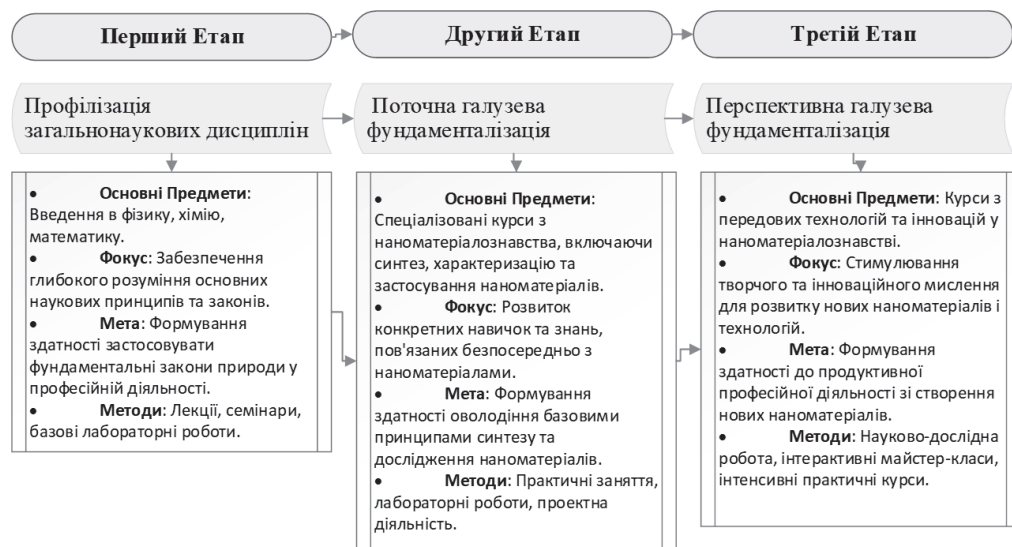 Перший Етап
Другий Етап
Третій Етап
Профілізація
загальнонаукових дисциплін
Поточна галузева
фундаменталізація
Перспективна галузева
фундаменталізація
• Основні Предмети:
Введення в фізику, хімію,
математику.
• Фокус: Забезпечення
глибокого розуміння основних
наукових принципів та законів.
• Мета: Формування
здатності застосовувати
фундаментальні закони природи у
професійній діяльності.
• Методи: Лекції, семінари,
базові лабораторні роботи.
• Основні Предмети:
Спеціалізовані курси з
наноматеріалознавства, включаючи
синтез, характеризацію та
застосування наноматеріалів.
• Фокус: Розвиток
конкретних навичок та знань,
пов'язаних безпосередньо з
наноматеріалами.
• Мета: Формування
здатності оволодіння базовими
принципами синтезу та
дослідження наноматеріалів.
• Методи: Практичні заняття,
лабораторні роботи, проектна
діяльність.
• Основні Предмети: Курси з
передових технологій та інновацій у
наноматеріалознавстві.
• Фокус: Стимулювання
творчого та інноваційного мислення
для розвитку нових наноматеріалів і
технологій.
• Мета: Формування
здатності до продуктивної
професійної діяльності зі створення
нових наноматеріалів.
• Методи: Науково-дослідна
робота, інтерактивні майстер-класи,
інтенсивні практичні курси.